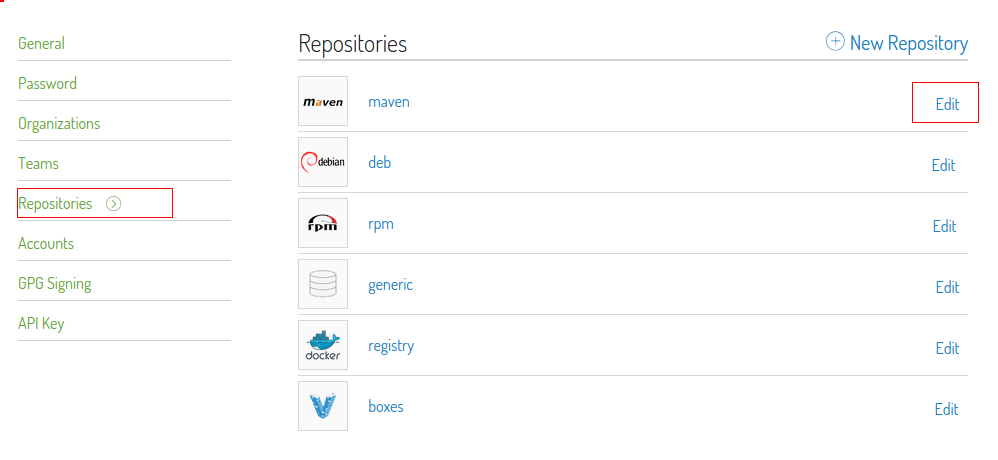 General
Password
Organizations
Teams
Repositories
Accounts
GPG Signing
API Key
Repositories
New Repository
maven
maven
Edit
debian
deb
Edit
rpm
rpm
Edit
generic
Edit
docker
registry
Edit
boxes
Edit